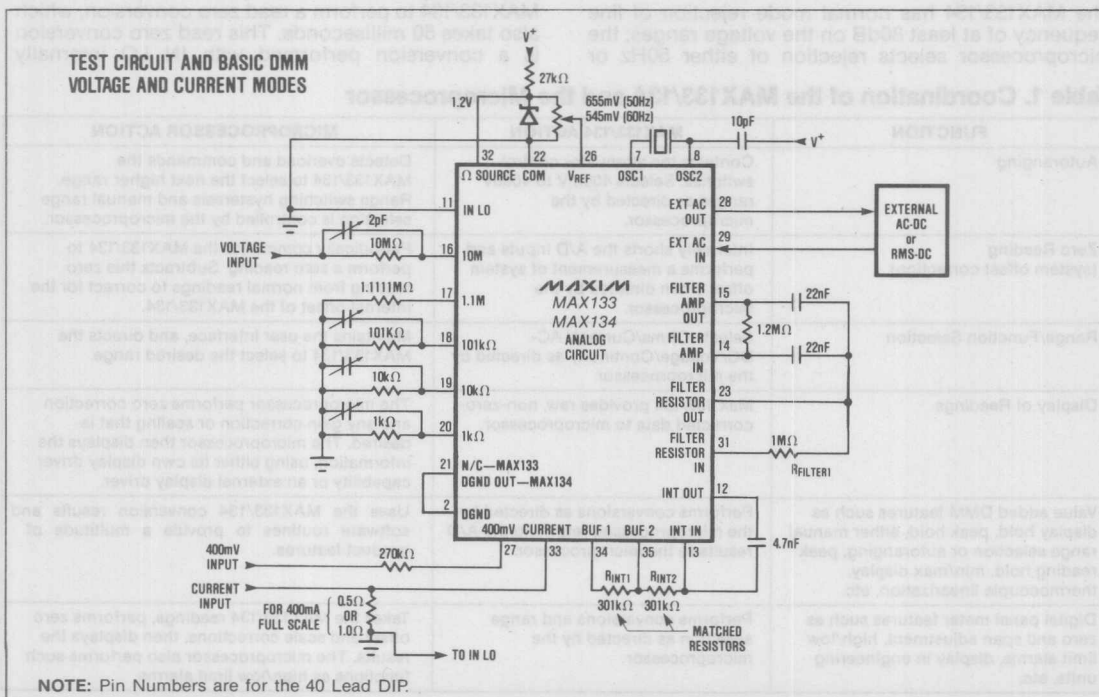 TEST CIRCUIT AND BASIC DMM
VOLTAGE AND CURRENT MODES
V+
27kΩ
1.2V
655mV (50Hz)
545mV (60Hz)
10pF
V+
32
22
26
7
8
Ω SOURCE COM VREF OSC1 OSC2
11
IN LO
EXT AC
OUT
28
EXTERNAL
AC-DC
or
RMS-DC
EXT AC
IN
29
2pF
VOLTAGE
INPUT
10MΩ
16
10M
1.1111MΩ
17
1.1M
101KΩ
18
101kΩ
10kΩ
19
10kΩ
1kΩ
20
1kΩ
MAXIM
MAX133
MAX134
ANALOG
CIRCUIT
FILTER
AMP
OUT
15
22nF
1.2MΩ
FILTER
AMP
IN
14
22nF
FILTER
RESISTOR
OUT
23
FILTER
RESISTOR
IN
31
1MΩ
RFILTER1
21
N/C—MAX133
DGND OUT—MAX134
2
DGND
INT OUT
12
4.7nF
400mV CURRENT BUF 1 BUF 2 INT IN
27
33
34
35
13
400mV
INPUT
270kΩ
CURRENT
INPUT
FOR 400mA
FULL SCALE
0.5Ω
OR
1.0Ω
TO IN LO
RINT1
RINT2
301kΩ
301kΩ
MATCHED
RESISTORS
NOTE: Pin Numbers are for the 40 Lead DIP.